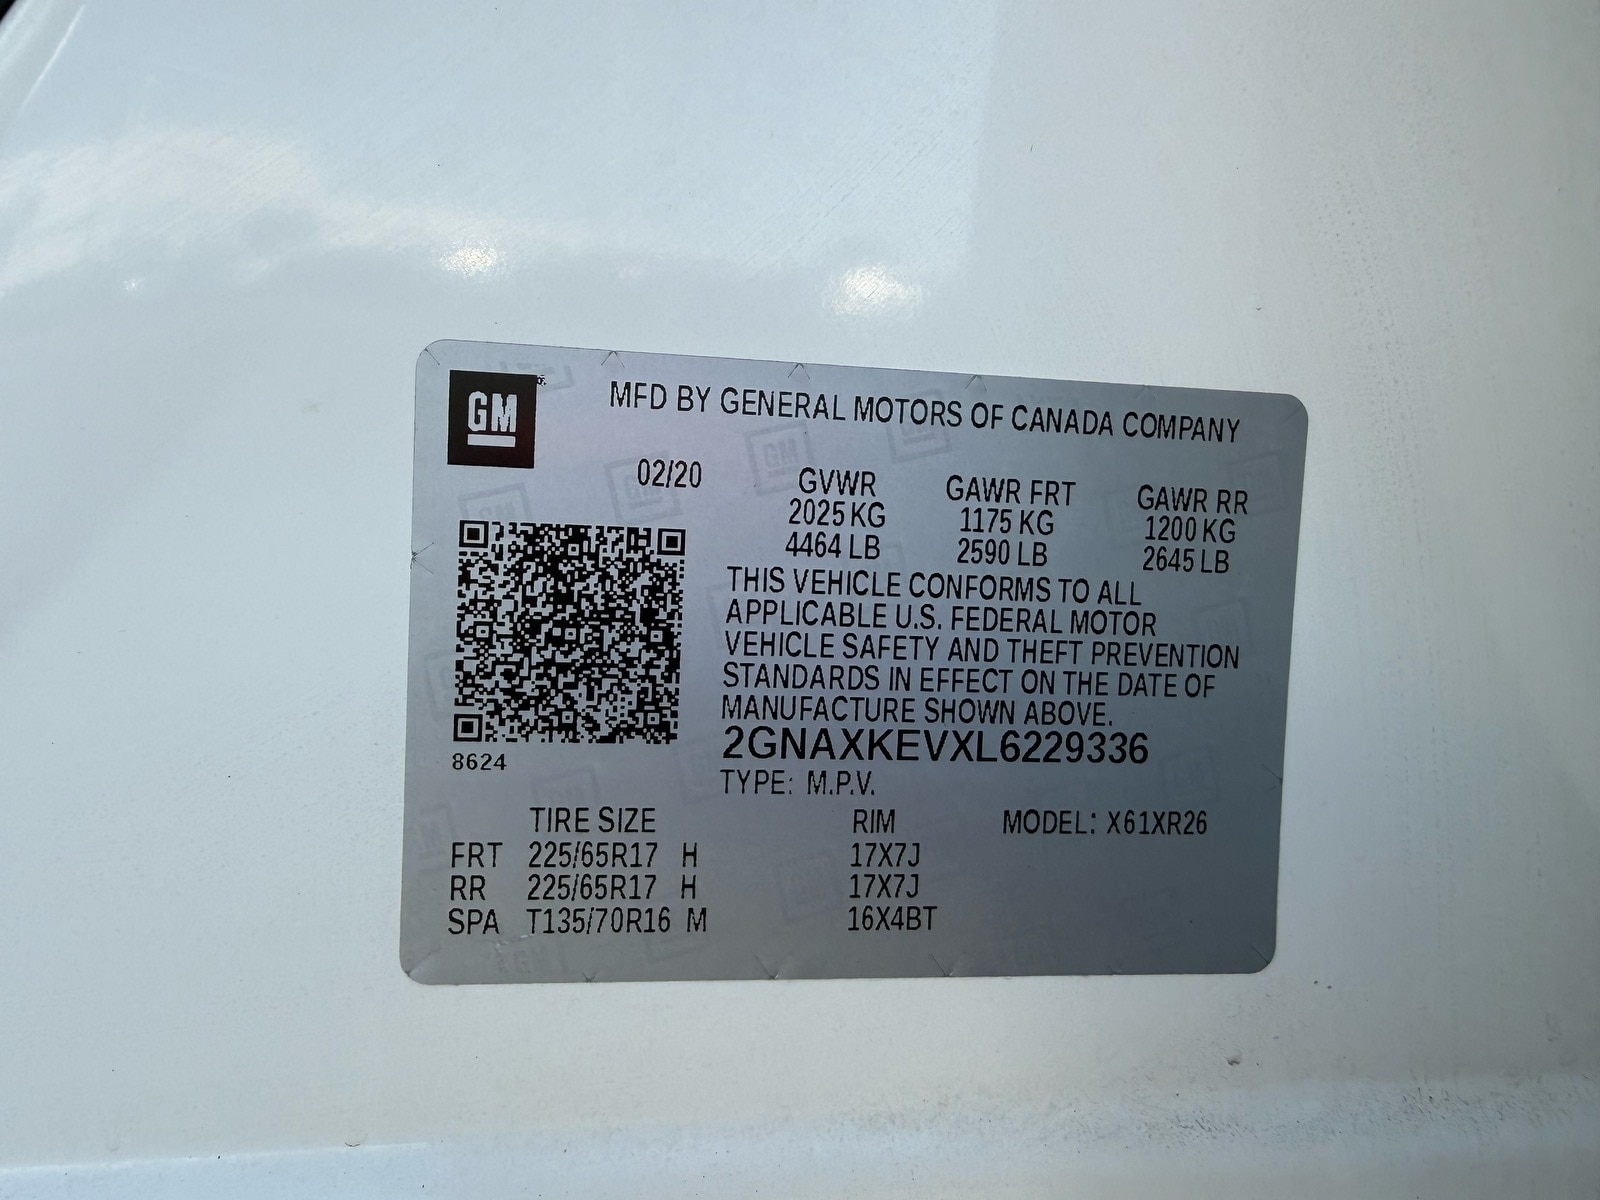 GM
MFD BY GENERAL MOTORS OF CANADA COMPANY
02/20
GVWR GAWR FRT GAWR RR
2025 KG 1175 KG 1200 KG
4464 LB 2590 LB 2645 LB
THIS VEHICLE CONFORMS TO ALL
APPLICABLE U.S. FEDERAL MOTOR
VEHICLE SAFETY AND THEFT PREVENTION
STANDARDS IN EFFECT ON THE DATE OF
MANUFACTURE SHOWN ABOVE.
2GNAXKEVXL6229336
8624
TYPE: M.P.V.
TIRE SIZE RIM MODEL: X61XR26
FRT 225/65R17 H 17X7J
RR 225/65R17 H 17X7J
SPA T135/70R16 M 16X4BT